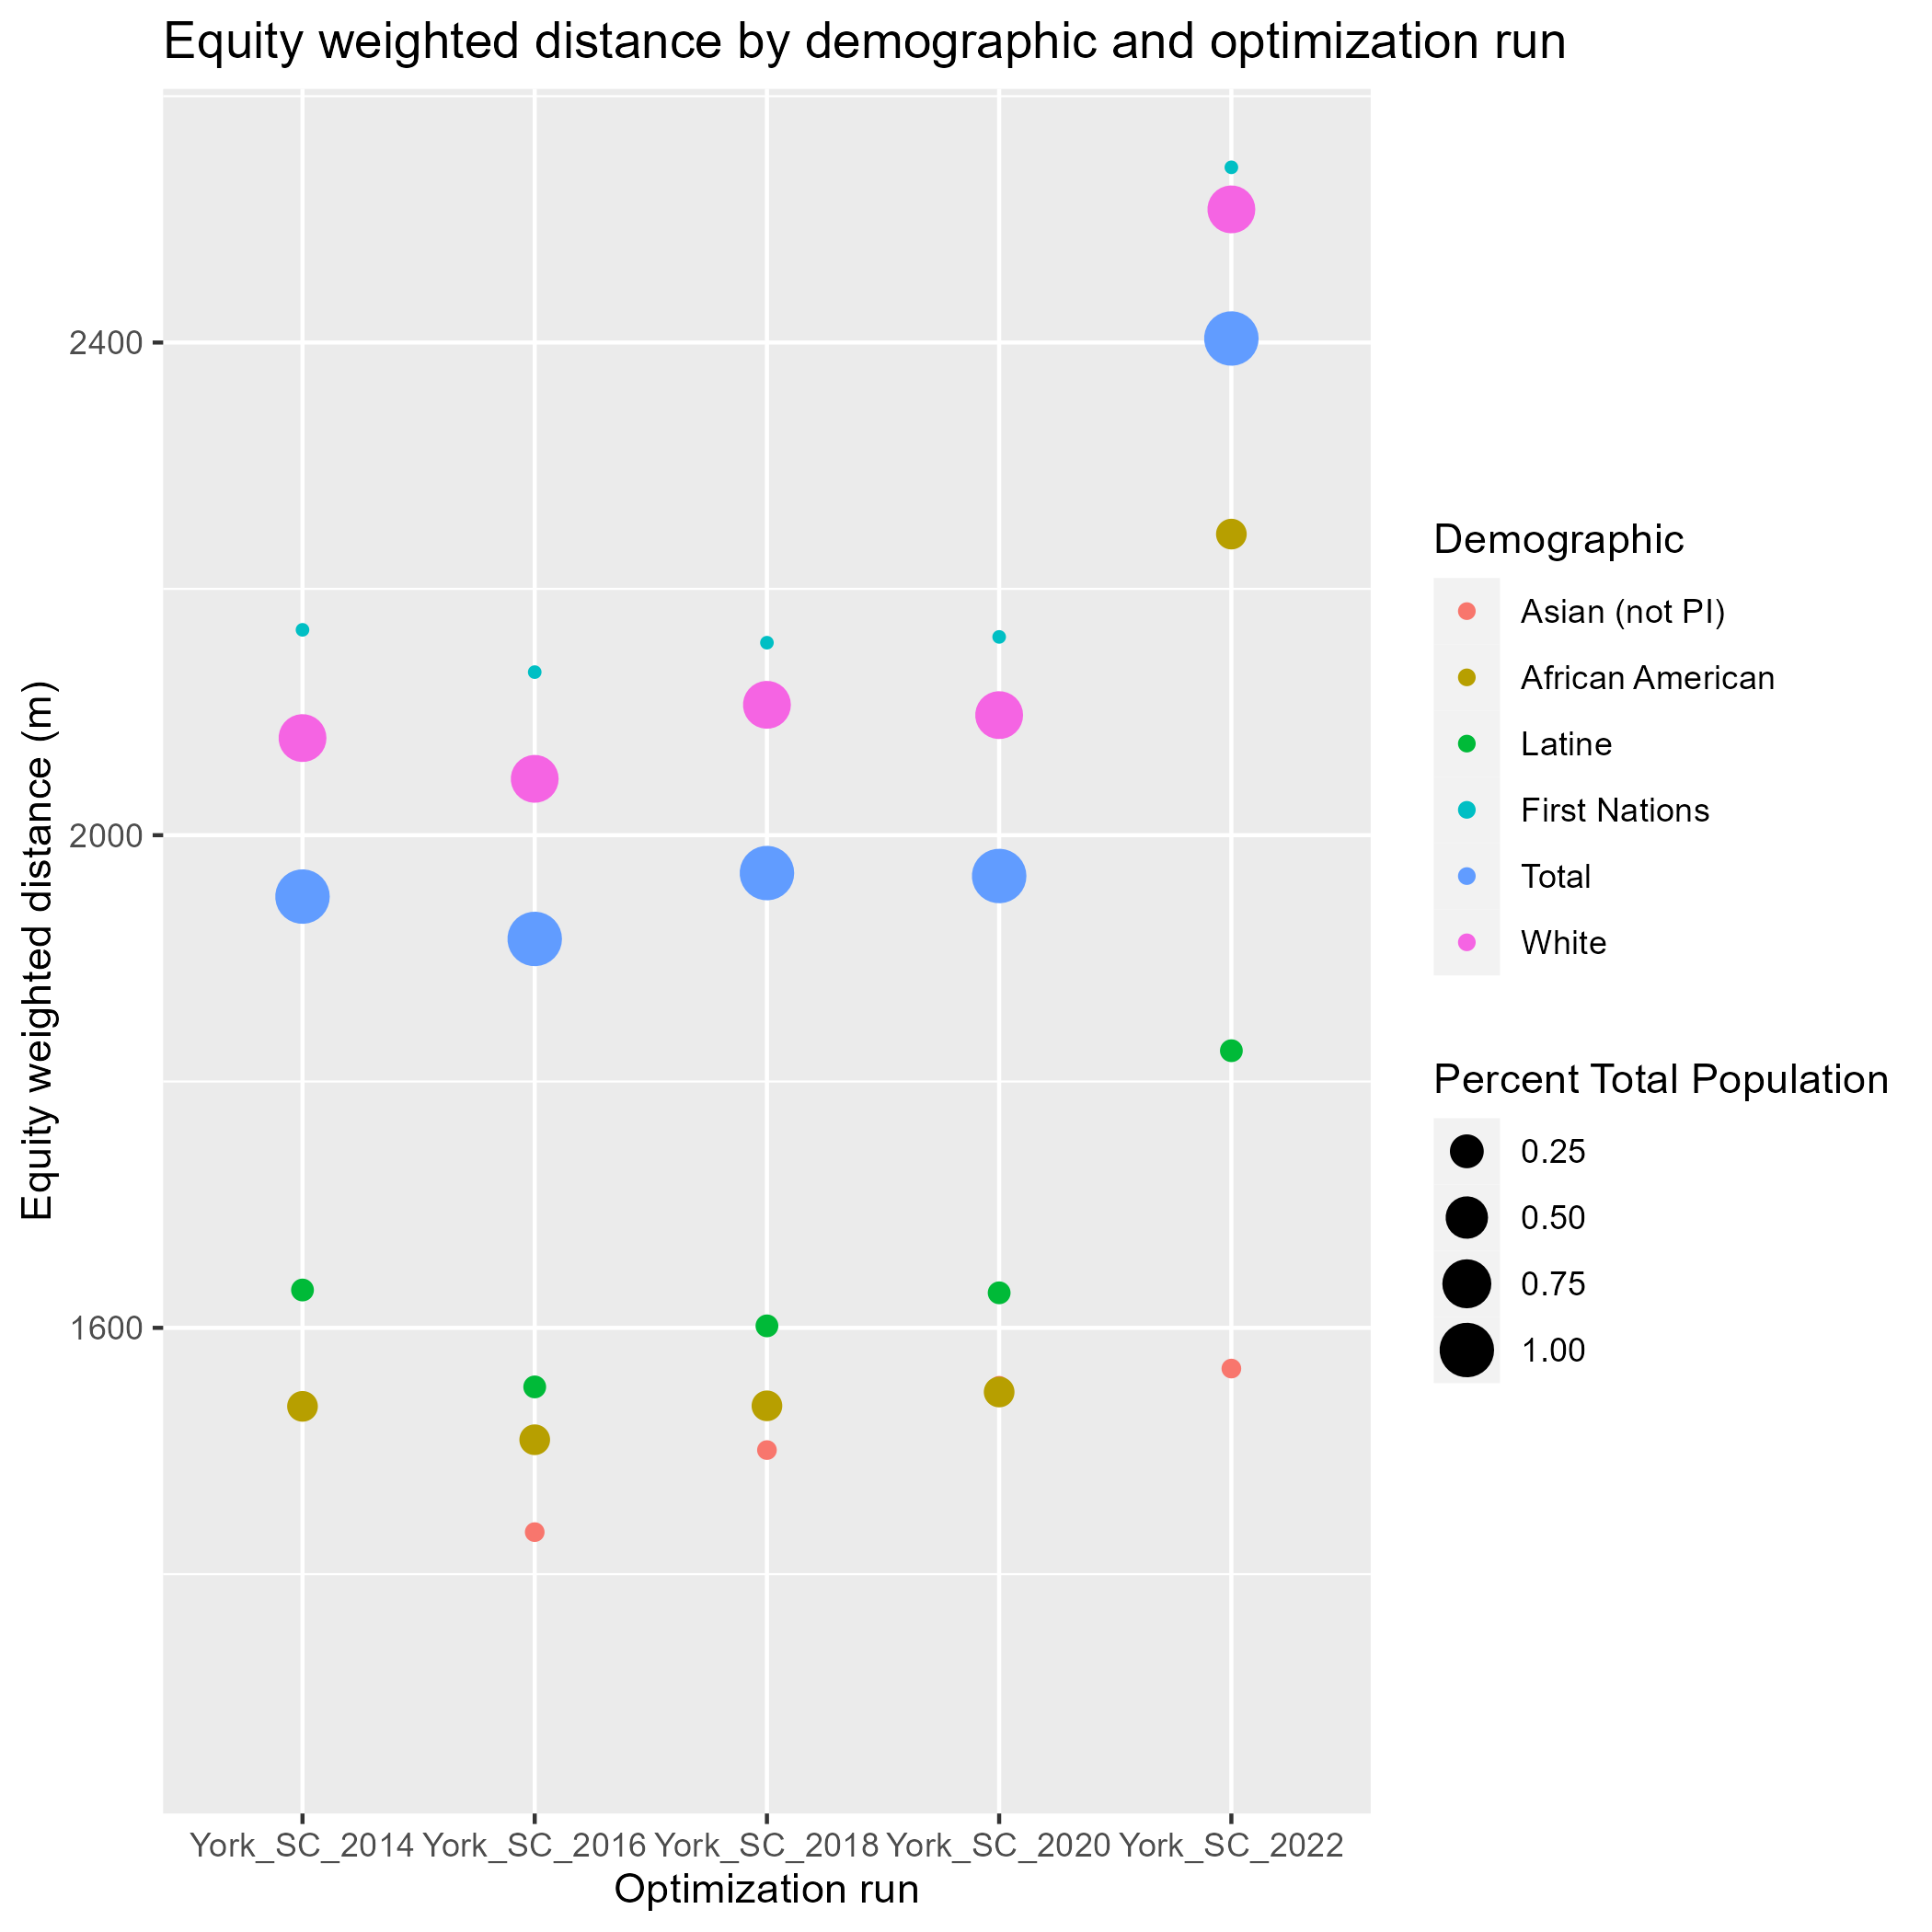 Equity weighted distance by demographic and optimization run
Equity weighted distance (m)
2400
2000
1600
York_SC_2014 York_SC_2016 York_SC_2018 York_SC_2020 York_SC_2022
Optimization run
Demographic
Asian (not PI)
African American
Latine
First Nations
Total
White
Percent Total Population
0.25
0.50
0.75
1.00